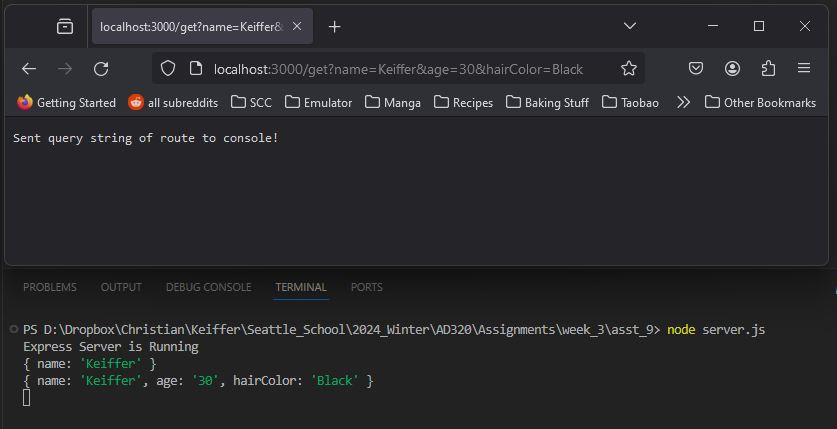 localhost:3000/get?name=Keiffer&
localhost:3000/get?name=Keiffer&age=30&hairColor=Black
Getting Started all subreddits SCC Emulator Manga Recipes Baking Stuff Taobao Other Bookmarks
Sent query string of route to console!
PROBLEMS OUTPUT DEBUG CONSOLE TERMINAL PORTS
PS D:\Dropbox\Christian\Keiffer\Seattle_School\2024_Winter\AD320\Assignments\week_3\asst_9> node server.js
Express Server is Running
{ name: 'Keiffer' }
{ name: 'Keiffer', age: '30', hairColor: 'Black' }